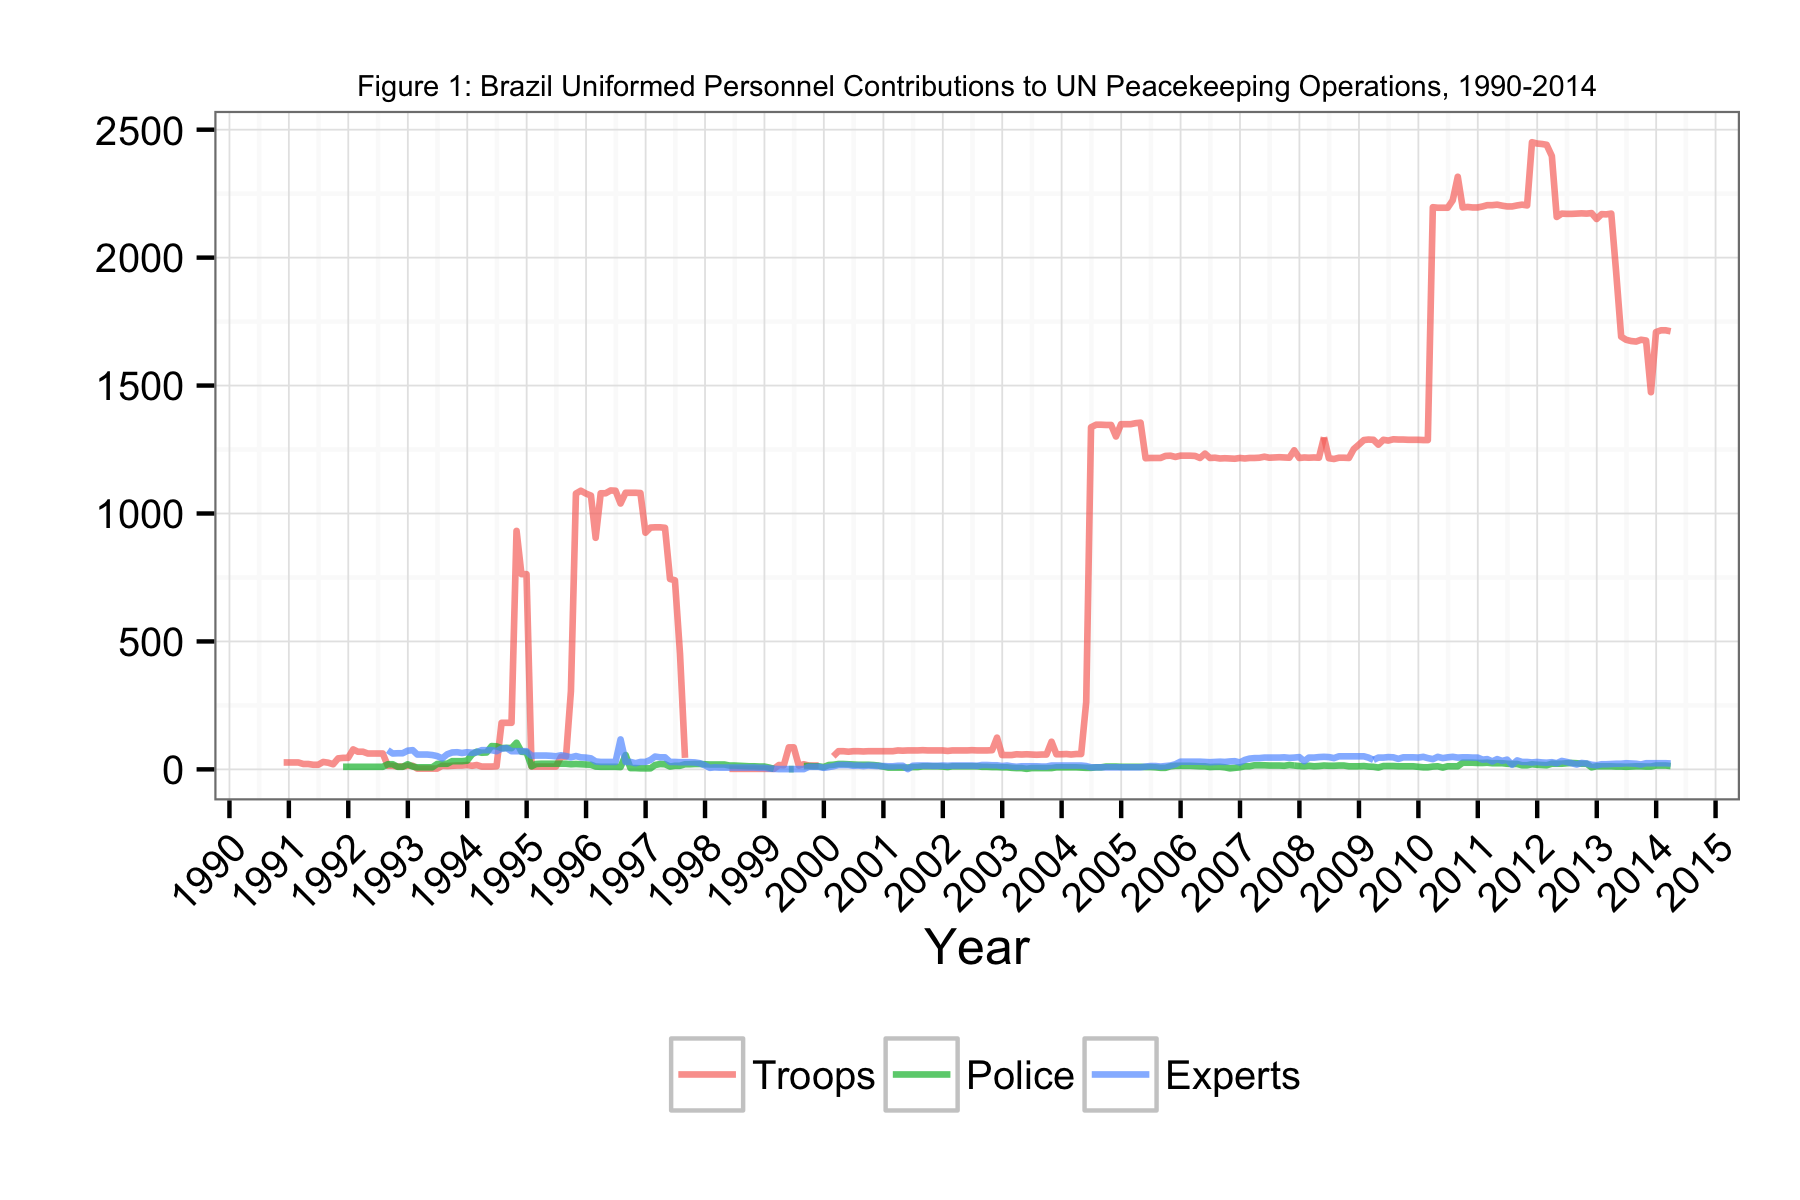 Figure 1: Brazil Uniformed Personnel Contributions to UN Peacekeeping Operations, 1990-2014
2500
2000
1500
1000
500
0
1990 1991 1992 1993 1994 1995 1996 1997 1998 1999 2000 2001 2002 2003 2004 2005 2006 2007 2008 2009 2010 2011 2012 2013 2014 2015
Year
Troops Police Experts